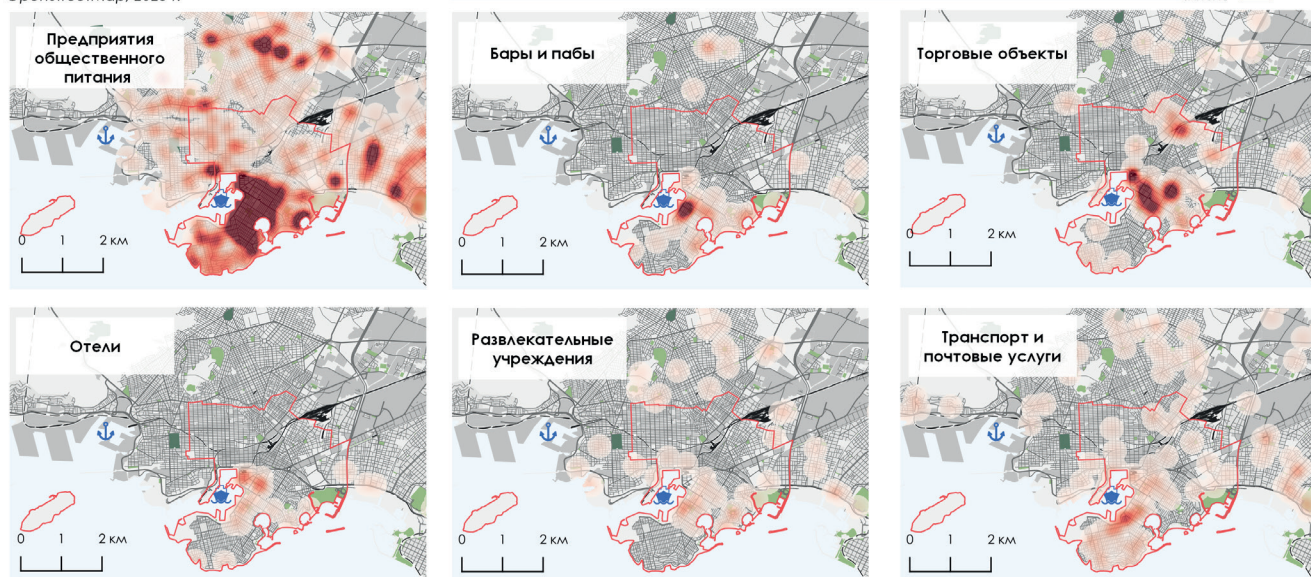 Предприятия
общественного
питания
0 1 2 км
Бары и пабы
0 1 2 км
Торговые объекты
0 1 2 км
Отели
0 1 2 км
Развлекательные
учреждения
0 1 2 км
Транспорт и
почтовые услуги
0 1 2 км